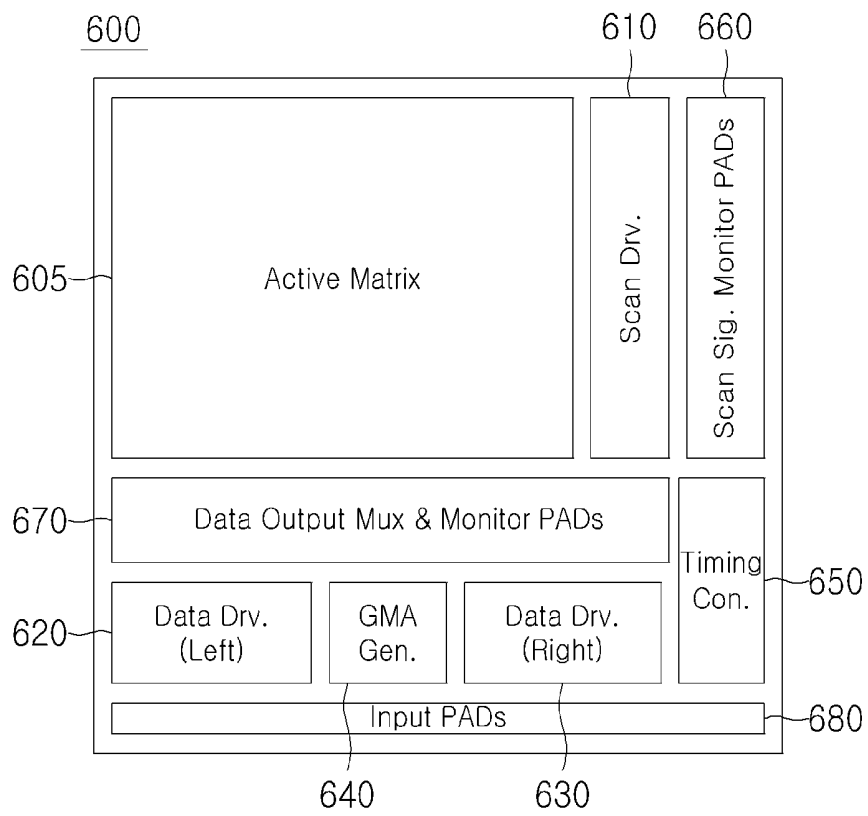 600
610
660
605
Active Matrix
Scan Drv.
Scan Sig. Monitor PADs
670
Data Output Mux & Monitor PADs
Timing
Con.
650
620
Data Drv.
(Left)
GMA
Gen.
Data Drv.
(Right)
Input PADs
680
640
630